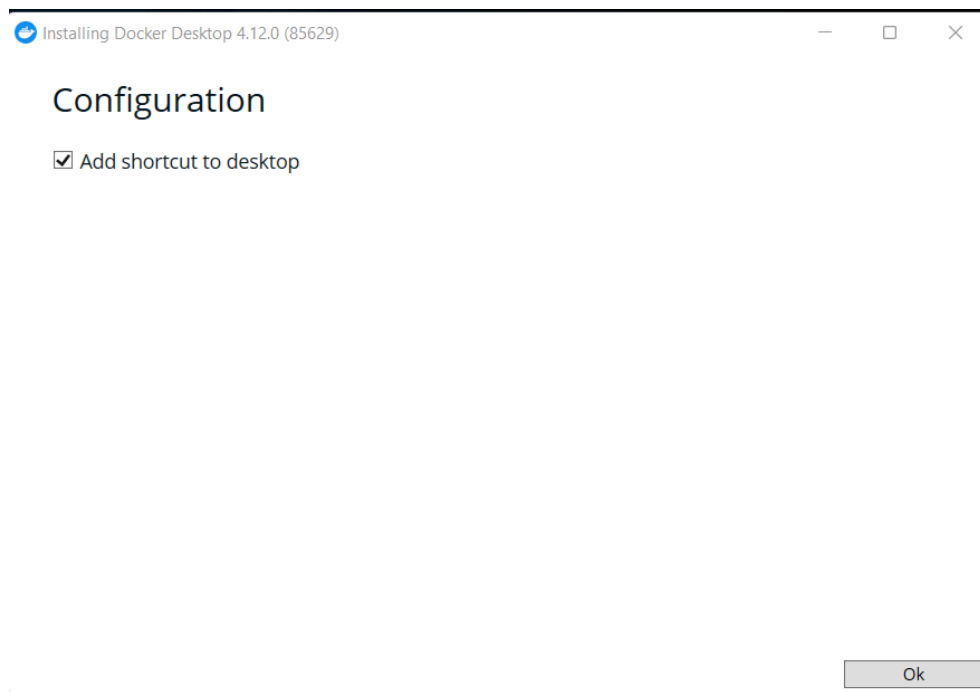 Installing Docker Desktop 4.12.0 (85629)
Configuration
Add shortcut to desktop
Ok